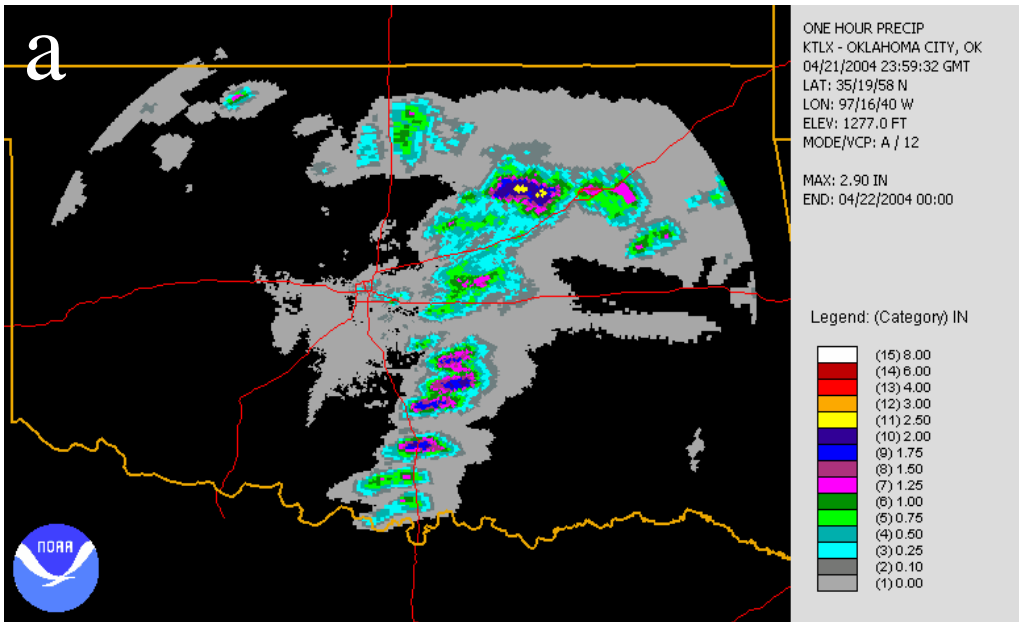 a
ONE HOUR PRECIP
KTLX - OKLAHOMA CITY, OK
04/21/2004 23:59:32 GMT
LAT: 35/19/58 N
LON: 97/16/40 W
ELEV: 1277.0 FT
MODE/VCP: A / 12
MAX: 2.90 IN
END: 04/22/2004 00:00
Legend: (Category) IN
(15) 8.00
(14) 6.00
(13) 4.00
(12) 3.00
(11) 2.50
(10) 2.00
(9) 1.75
(8) 1.50
(7) 1.25
(6) 1.00
(5) 0.75
(4) 0.50
(3) 0.25
(2) 0.10
(1) 0.00
NOAA